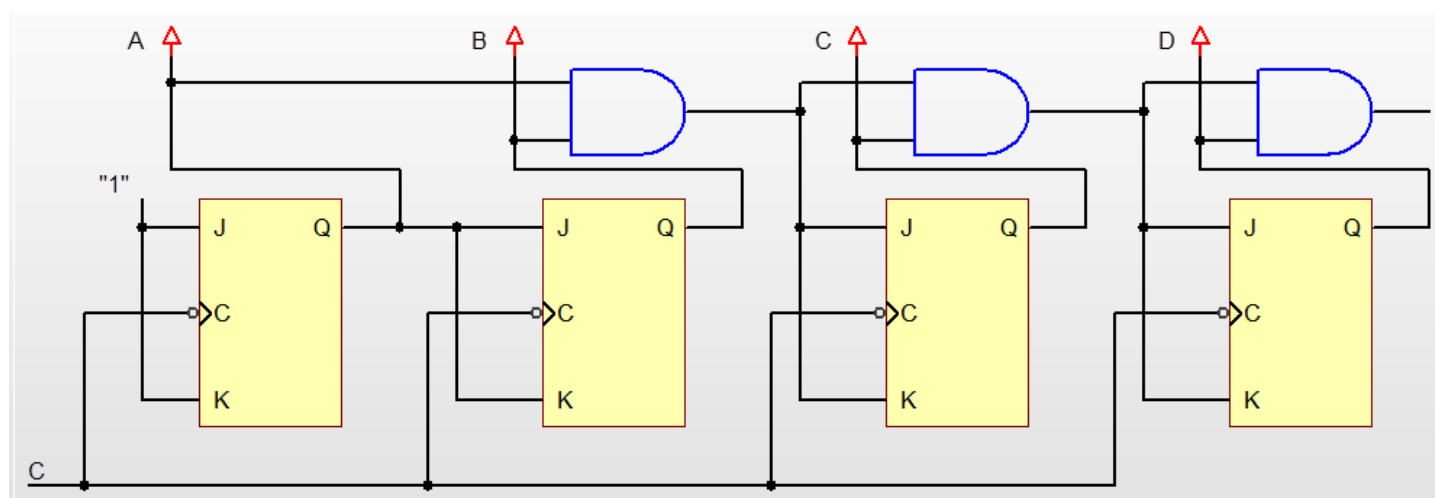 A B C D
"1"
J Q J Q J Q J Q
C C C C
K K K K
C